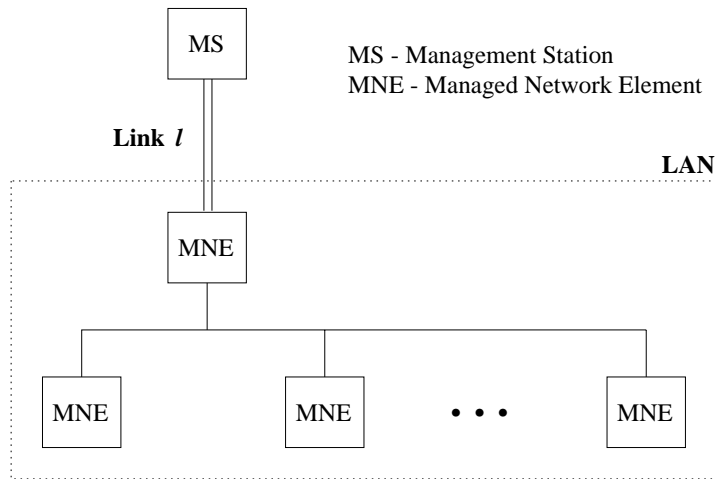 MS
MS - Management Station
MNE - Managed Network Element
Link l
LAN
MNE
MNE
MNE
MNE